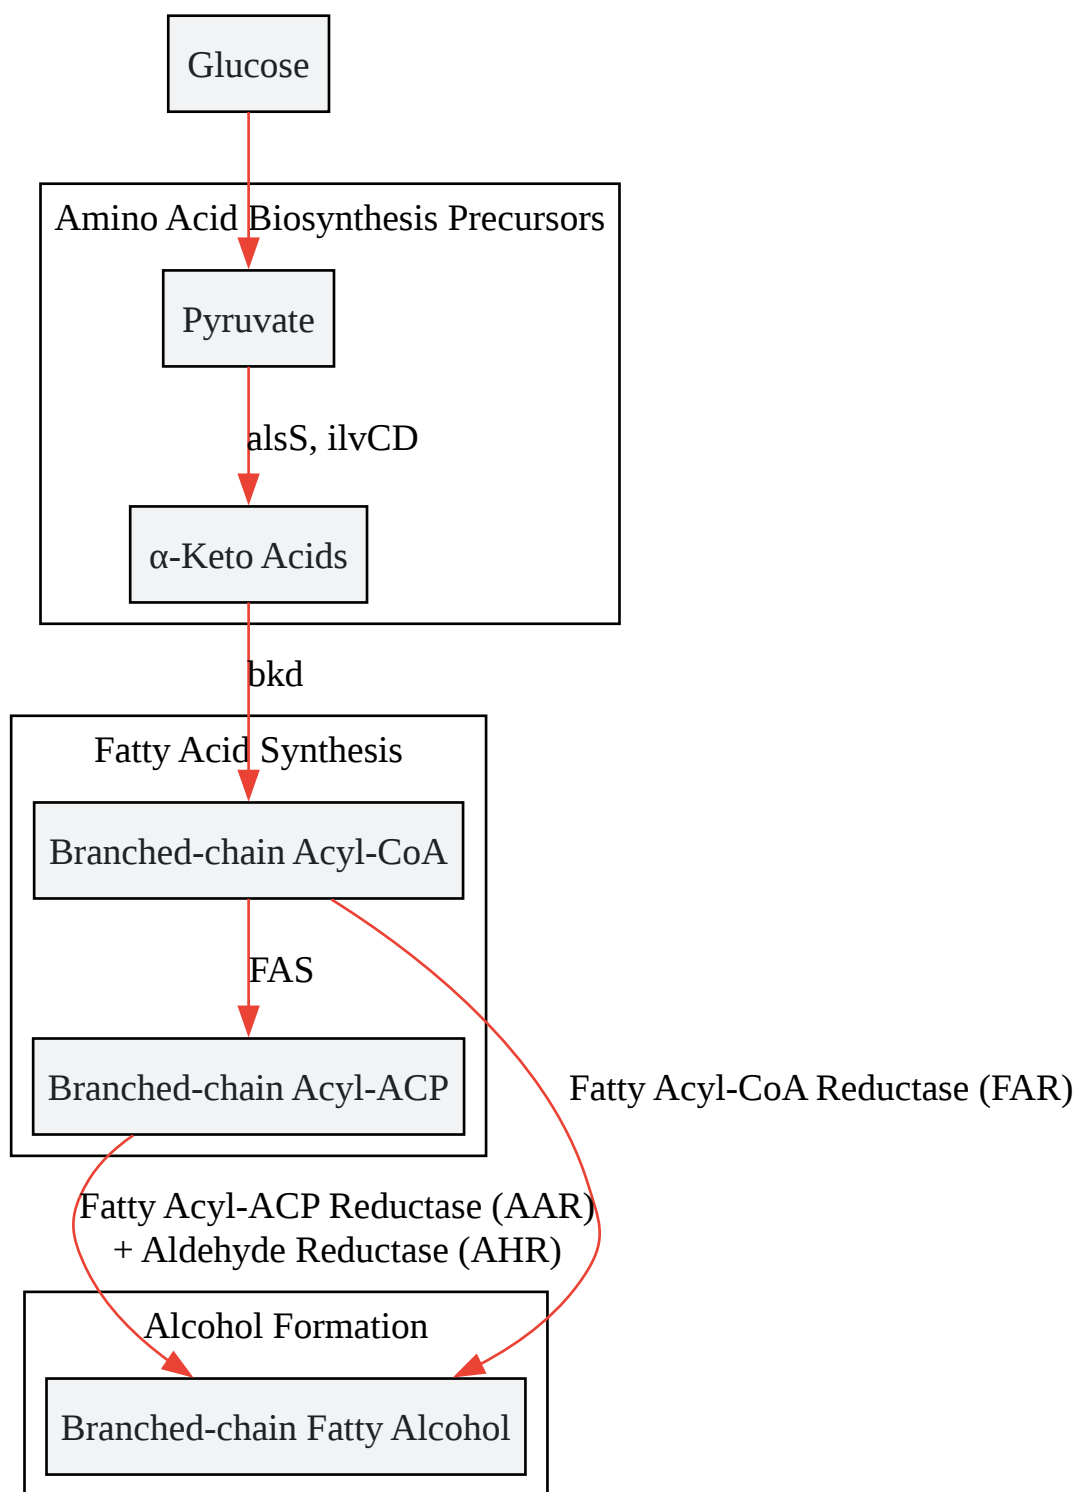 Glucose
Amino Acid Biosynthesis Precursors
Pyruvate
alsS, ilvCD
α-Keto Acids
bkd
Fatty Acid Synthesis
Branched-chain Acyl-CoA
FAS
Branched-chain Acyl-ACP
Fatty Acyl-CoA Reductase (FAR)
Fatty Acyl-ACP Reductase (AAR)
+ Aldehyde Reductase (AHR)
Alcohol Formation
Branched-chain Fatty Alcohol